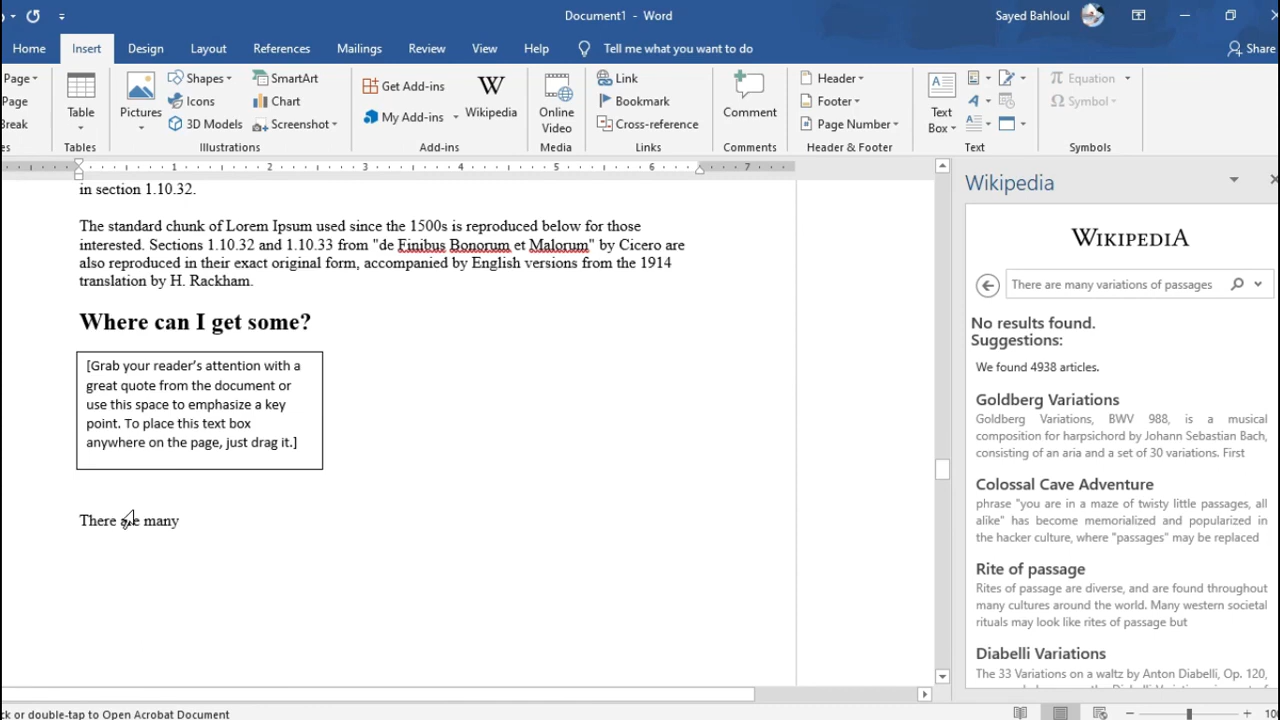 Document1 - Word
Sayed Bahloul
Home Insert Design Layout References Mailings Review View Help Tell me what you want to do Share
Page
Page
Break
Table
Tables
Pictures
Shapes
Icons
3D Models
SmartArt
Chart
Screenshot
Illustrations
Get Add-ins
My Add-ins
W
Wikipedia
Add-ins
Online
Video
Media
Link
Bookmark
Cross-reference
Links
Comment
Comments
Header
Footer
Page Number
Header & Footer
A
Text
Box
Text
π Equation
Ω Symbol
Symbols
1 2 3 4 5 6 7
in section 1.10.32.
The standard chunk of Lorem Ipsum used since the 1500s is reproduced below for those
interested. Sections 1.10.32 and 1.10.33 from "de Finibus Bonorum et Malorum" by Cicero are
also reproduced in their exact original form, accompanied by English versions from the 1914
translation by H. Rackham.
Where can I get some?
[Grab your reader’s attention with a
great quote from the document or
use this space to emphasize a key
point. To place this text box
anywhere on the page, just drag it.]
There are many
Wikipedia
WIKIPEDIA
There are many variations of passages
No results found.
Suggestions:
We found 4938 articles.
Goldberg Variations
Goldberg Variations, BWV 988, is a musical
composition for harpsichord by Johann Sebastian Bach,
consisting of an aria and a set of 30 variations. First
Colossal Cave Adventure
phrase "you are in a maze of twisty little passages, all
alike" has become memorialized and popularized in
the hacker culture, where "passages" may be replaced
Rite of passage
Rites of passage are diverse, and are found throughout
many cultures around the world. Many western societal
rituals may look like rites of passage but
Diabelli Variations
The 33 Variations on a waltz by Anton Diabelli, Op. 120,
ck or double-tap to Open Acrobat Document